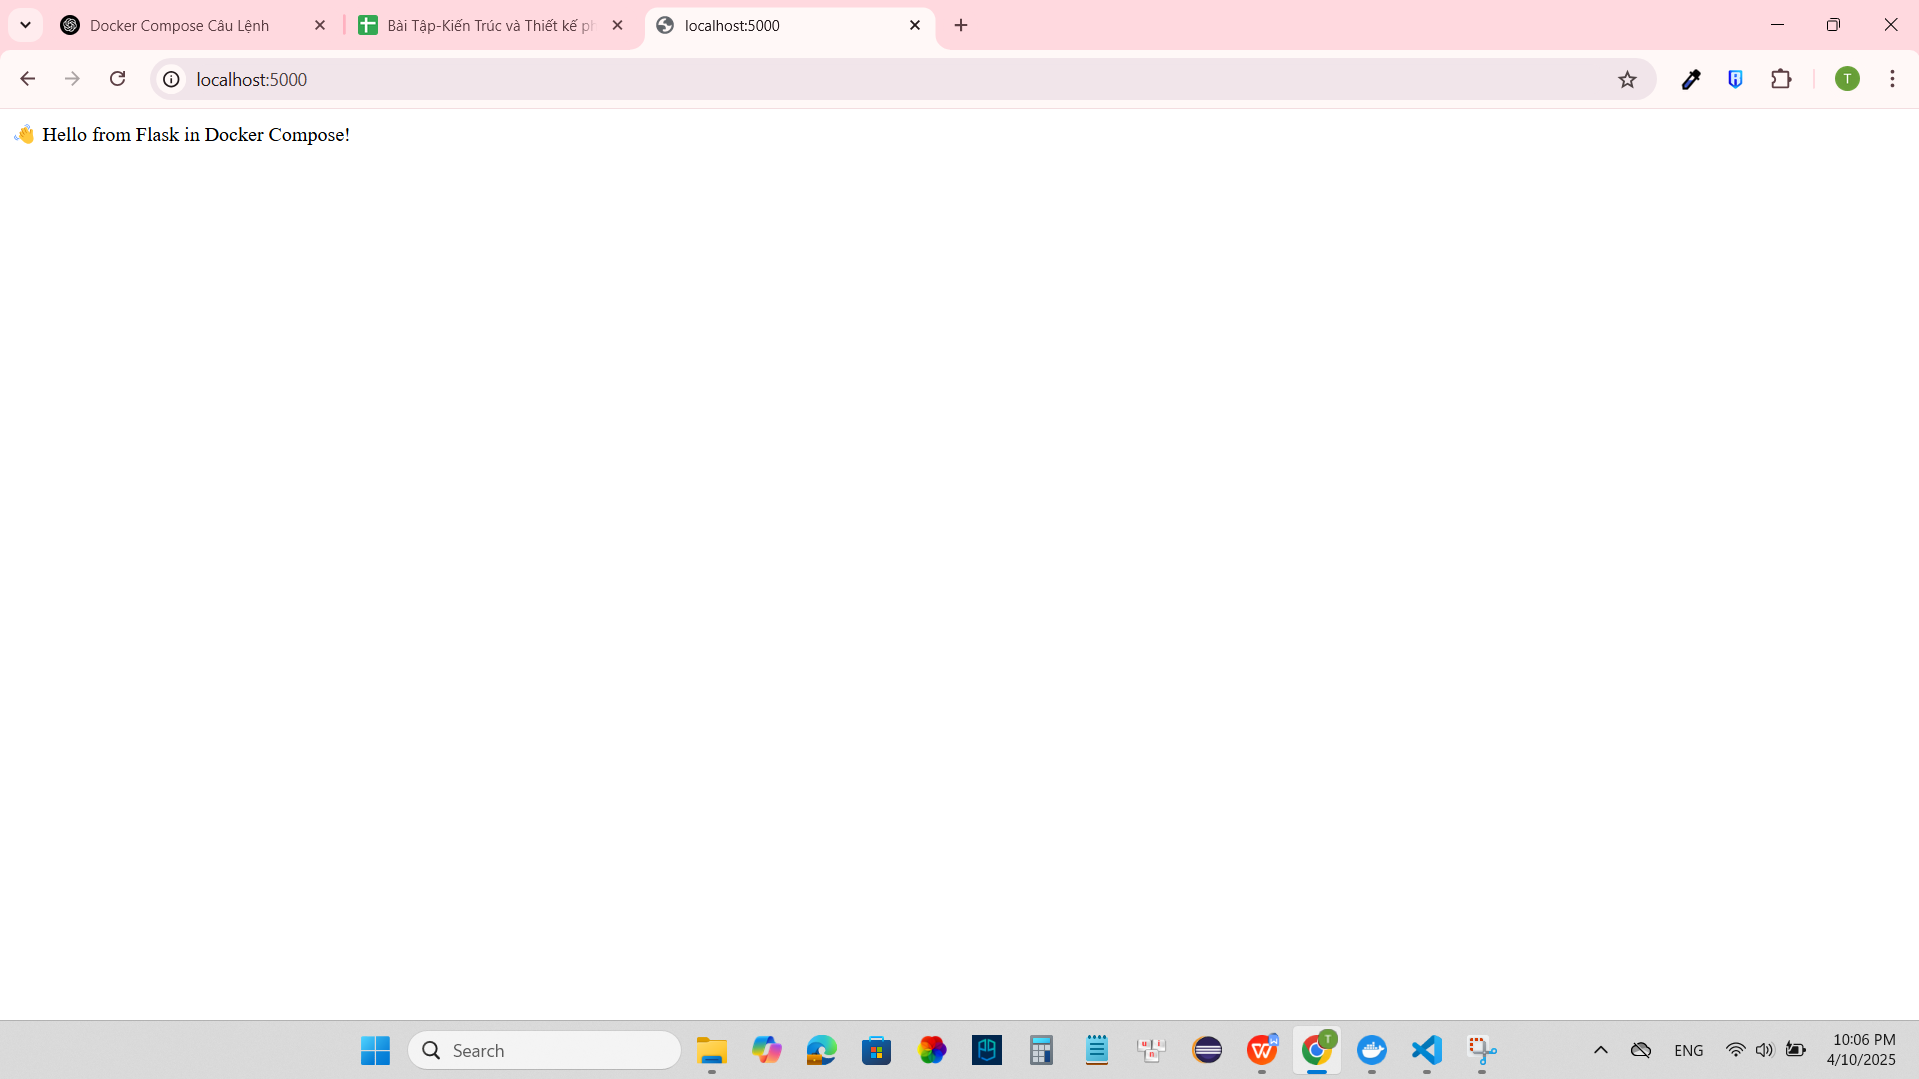 Docker Compose Câu Lệnh
Bài Tập-Kiến Trúc và Thiết kế ph
localhost:5000
localhost:5000
T
👋 Hello from Flask in Docker Compose!
Search
T
ENG
10:06 PM
4/10/2025